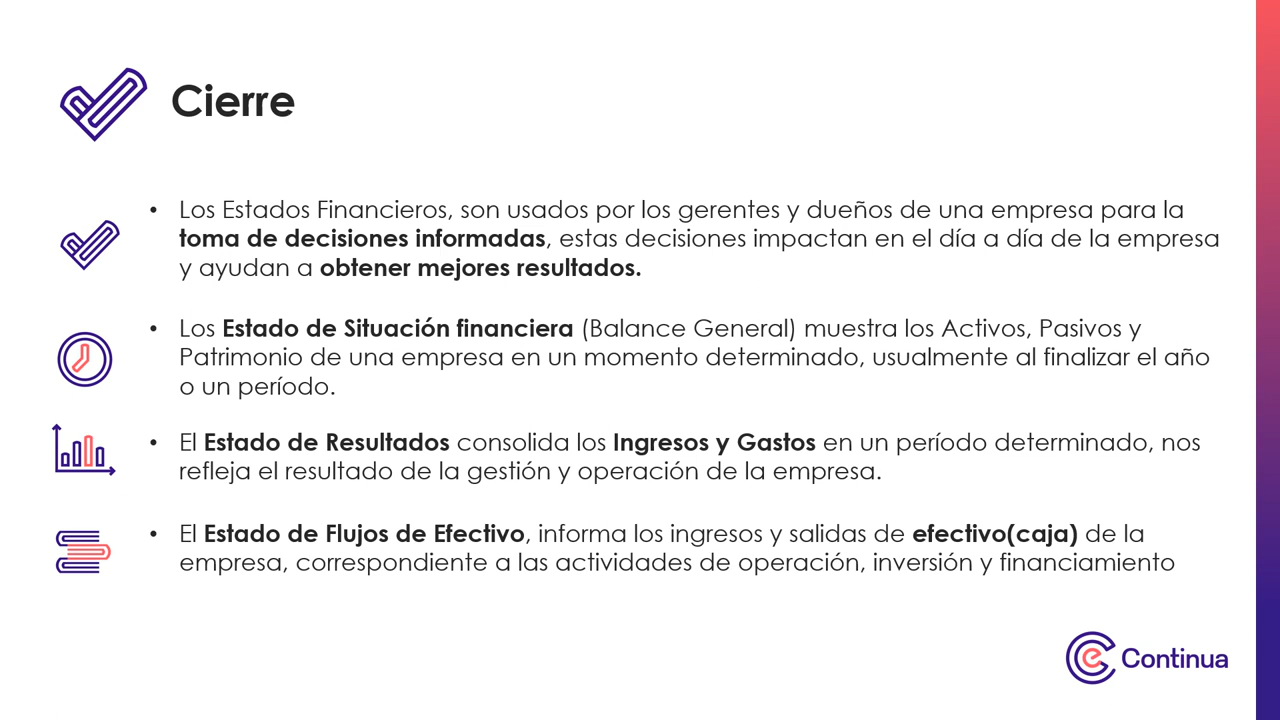 Cierre
• Los Estados Financieros, son usados por los gerentes y dueños de una empresa para la
toma de decisiones informadas, estas decisiones impactan en el día a día de la empresa
y ayudan a obtener mejores resultados.
• Los Estado de Situación financiera (Balance General) muestra los Activos, Pasivos y
Patrimonio de una empresa en un momento determinado, usualmente al finalizar el año
o un período.
• El Estado de Resultados consolida los Ingresos y Gastos en un período determinado, nos
refleja el resultado de la gestión y operación de la empresa.
• El Estado de Flujos de Efectivo, informa los ingresos y salidas de efectivo(caja) de la
empresa, correspondiente a las actividades de operación, inversión y financiamiento
Continua